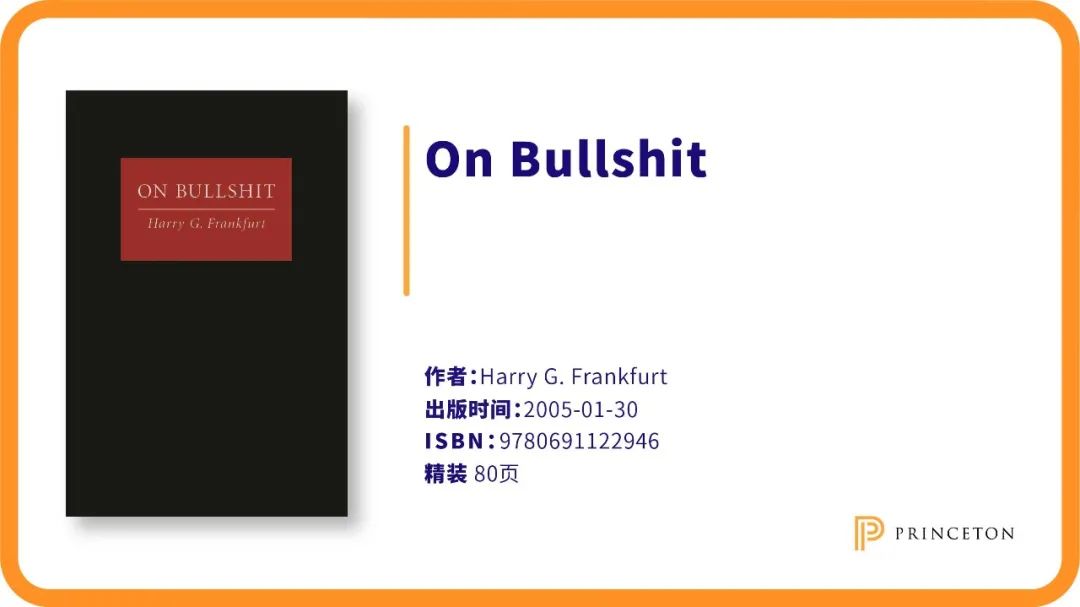 ON BULLSHIT
Harry G. Frankfurt
On Bullshit
作者：Harry G. Frankfurt
出版时间：2005-01-30
ISBN：9780691122946
精装 80页
PRINCETON